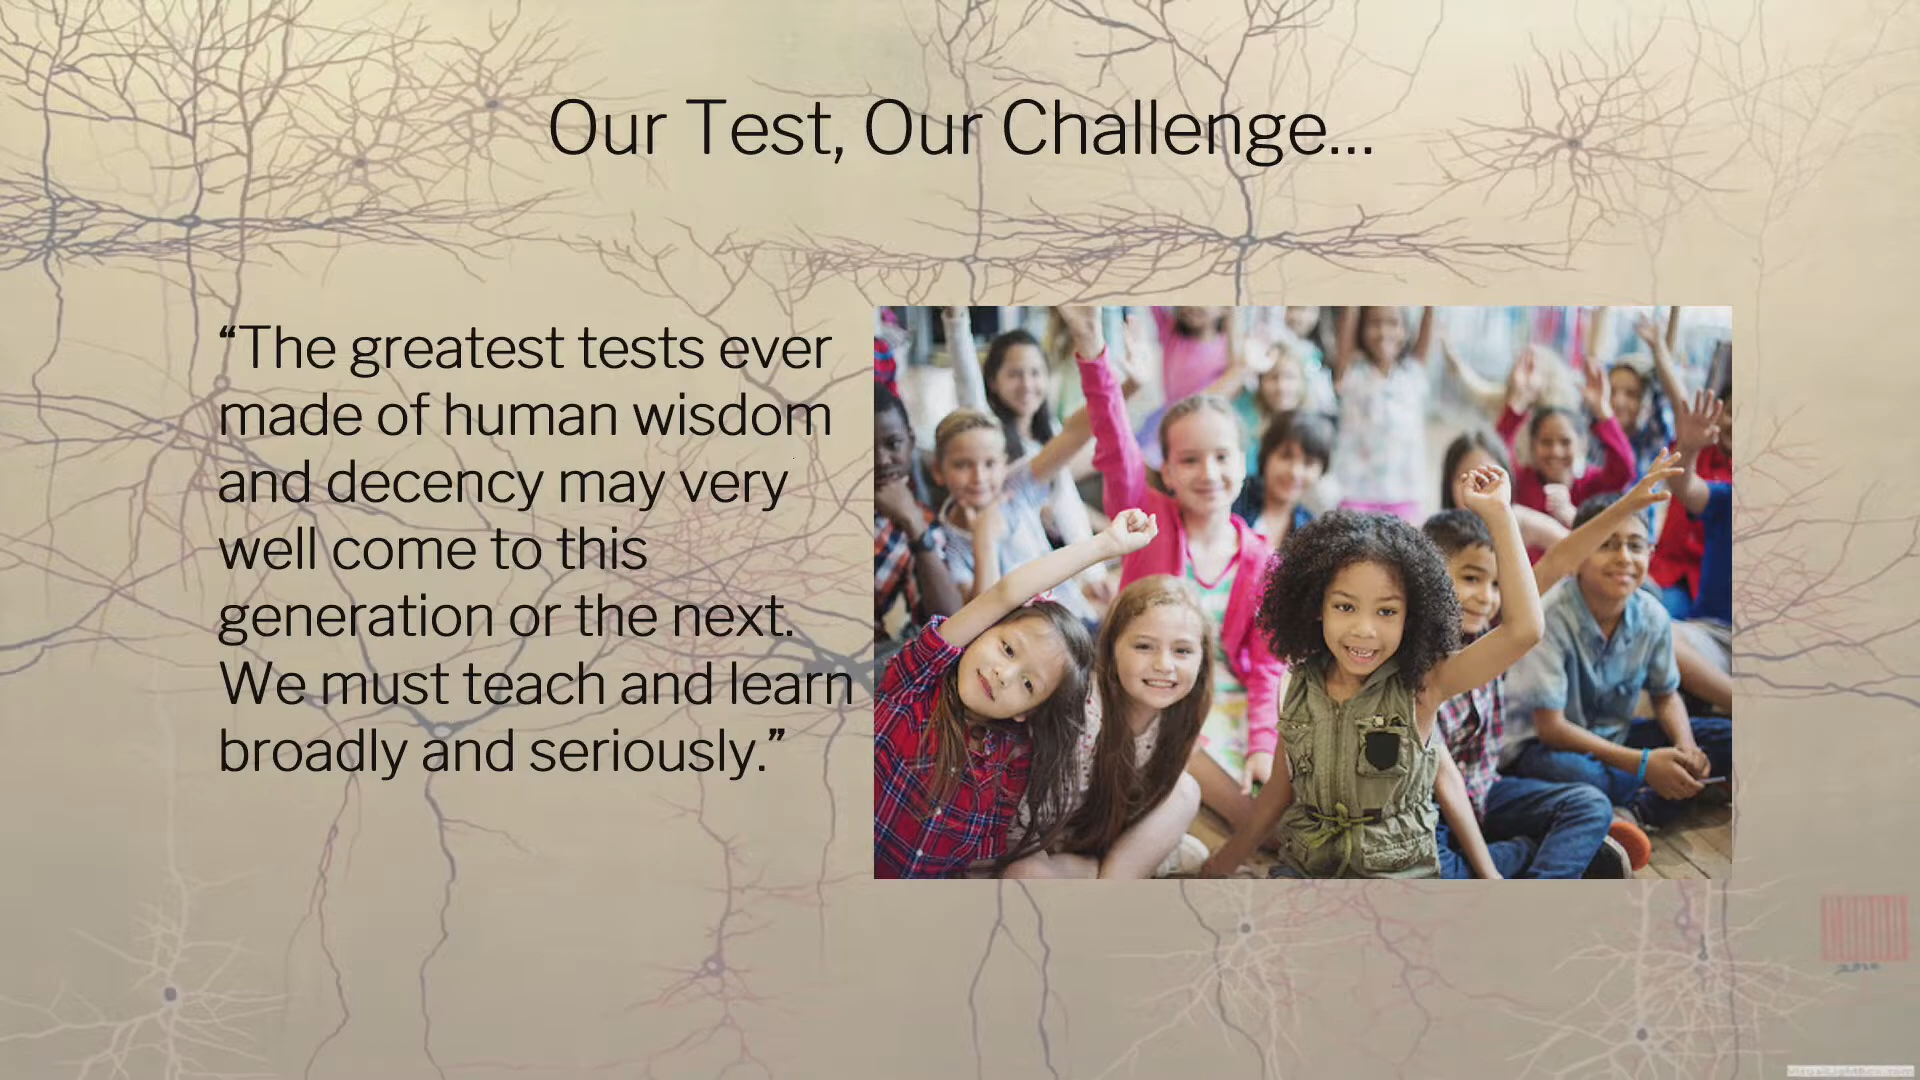 Our Test, Our Challenge...
“The greatest tests ever
made of human wisdom
and decency may very
well come to this
generation or the next.
We must teach and learn
broadly and seriously.”